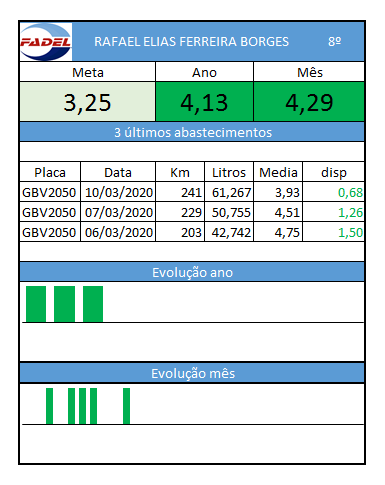 FADEL
RAFAEL ELIAS FERREIRA BORGES 8º
Meta Ano Mês
3,25 4,13 4,29
3 últimos abastecimentos
Placa Data Km Litros Media disp
GBV2050 10/03/2020 241 61,267 3,93 0,68
GBV2050 07/03/2020 229 50,755 4,51 1,26
GBV2050 06/03/2020 203 42,742 4,75 1,50
Evolução ano
Evolução mês